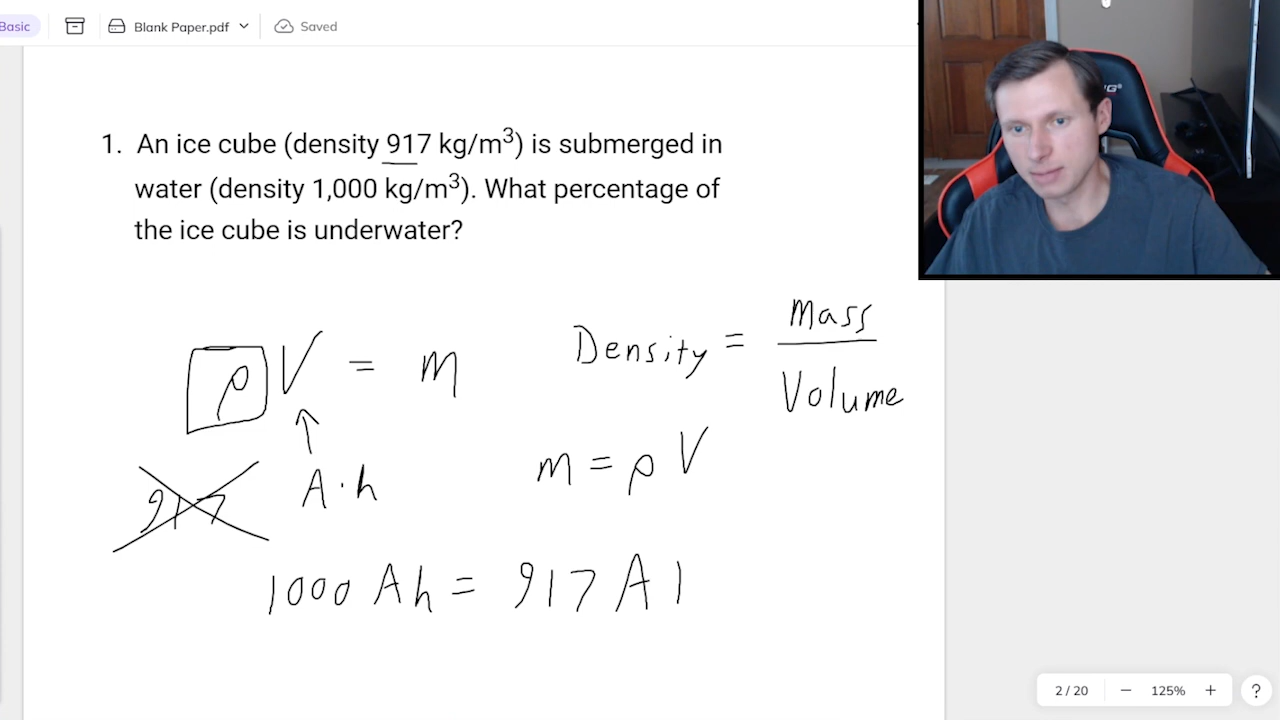 Basic Blank Paper.pdf Saved
1. An ice cube (density 917 kg/m³) is submerged in
water (density 1,000 kg/m³). What percentage of
the ice cube is underwater?
ρV = m
Density = Mass / Volume
m = ρV
917
A·h
1000 Ah = 917 A l
2 / 20 − 125% + ?